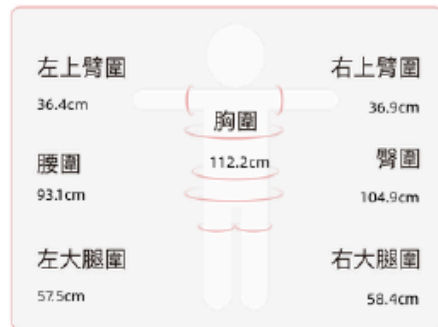 左上臂圍
36.4cm
右上臂圍
36.9cm
胸圍
112.2cm
腰圍
93.1cm
臀圍
104.9cm
左大腿圍
57.5cm
右大腿圍
58.4cm